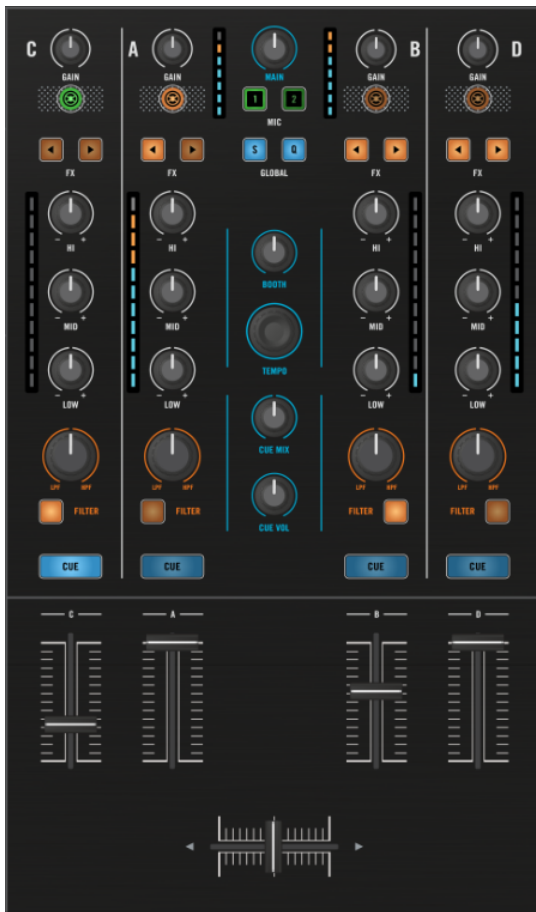 C A B D
GAIN GAIN MAIN GAIN GAIN
1 2
MIC
S Q
FX FX GLOBAL FX FX
- + - + - + - +
HI HI HI HI
BOOTH
- + - + - + - +
MID MID MID MID
TEMPO
- + - + - + - +
LOW LOW LOW LOW
CUE MIX
LPF HPF LPF HPF LPF HPF LPF HPF
FILTER FILTER FILTER FILTER
CUE VOL
CUE CUE CUE CUE
C A B D